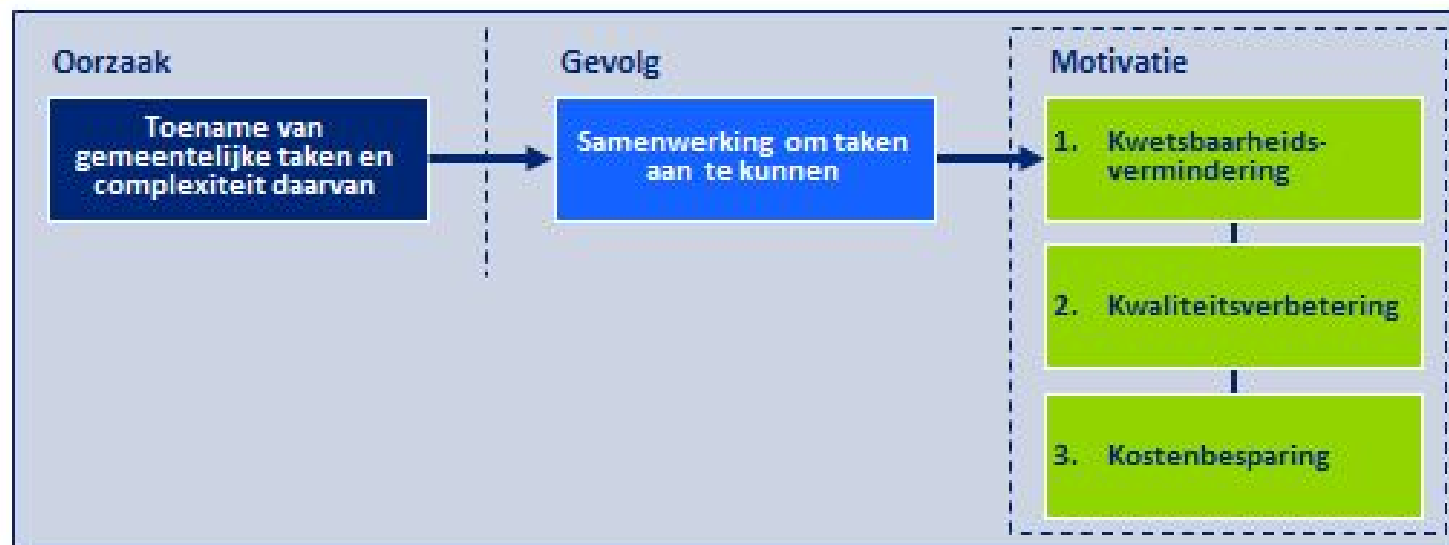 Oorzaak
Toename van
gemeentelijke taken en
complexiteit daarvan
Gevolg
Samenwerking om taken
aan te kunnen
Motivatie
1. Kwetsbaarheids-
vermindering
2. Kwaliteitsverbetering
3. Kostenbesparing